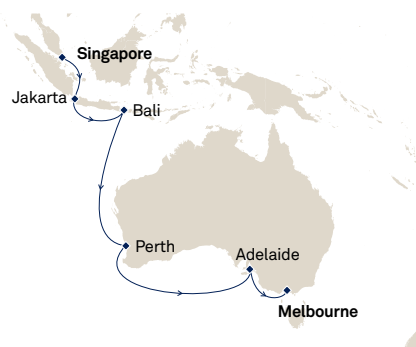 Singapore
Jakarta
Bali
Perth
Adelaide
Melbourne